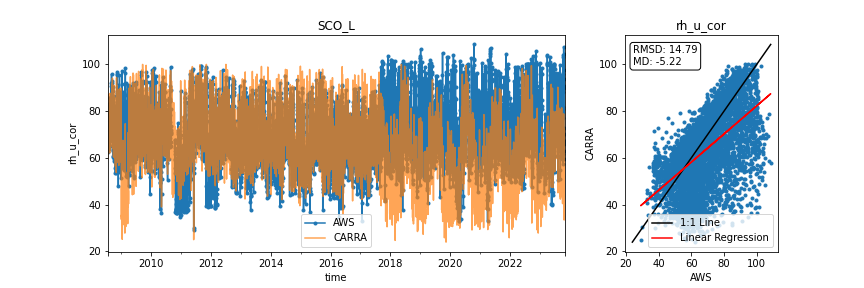 SCO_L
rh_u_cor
100
80
60
40
20
2010
2012
2014
2016
2018
2020
2022
time
AWS
CARRA
rh_u_cor
RMSD: 14.79
MD: -5.22
CARRA
100
80
60
40
20
20
40
60
80
100
AWS
1:1 Line
Linear Regression